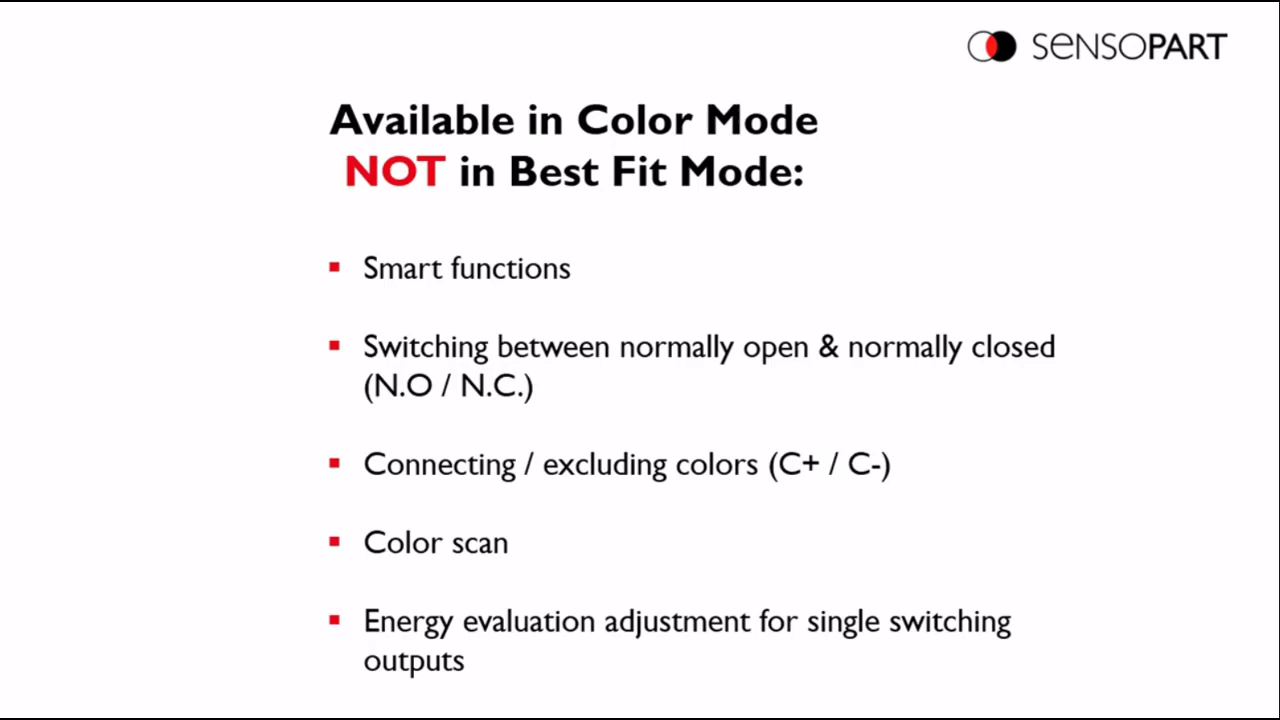 SENSOPART
Available in Color Mode
NOT in Best Fit Mode:
▪ Smart functions
▪ Switching between normally open & normally closed
(N.O / N.C.)
▪ Connecting / excluding colors (C+ / C-)
▪ Color scan
▪ Energy evaluation adjustment for single switching
outputs